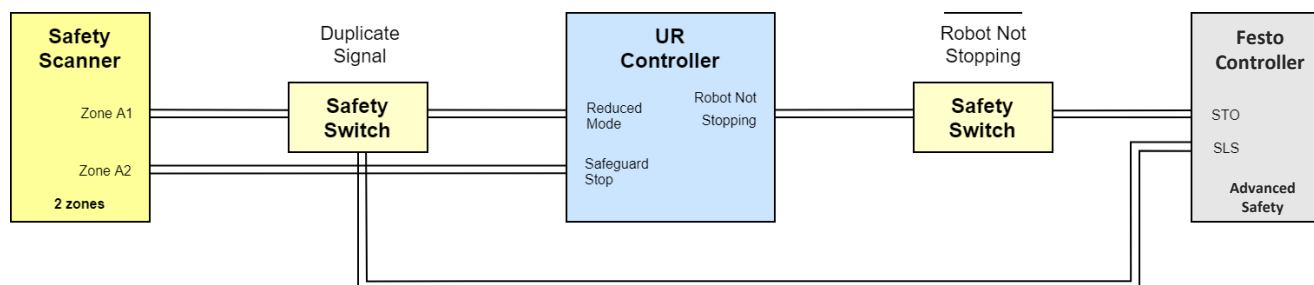 Safety
Scanner
Zone A1
Zone A2
2 zones
Duplicate
Signal
Safety
Switch
UR
Controller
Reduced
Mode
Robot Not
Stopping
Safeguard
Stop
Robot Not
Stopping
Safety
Switch
Festo
Controller
STO
SLS
Advanced
Safety